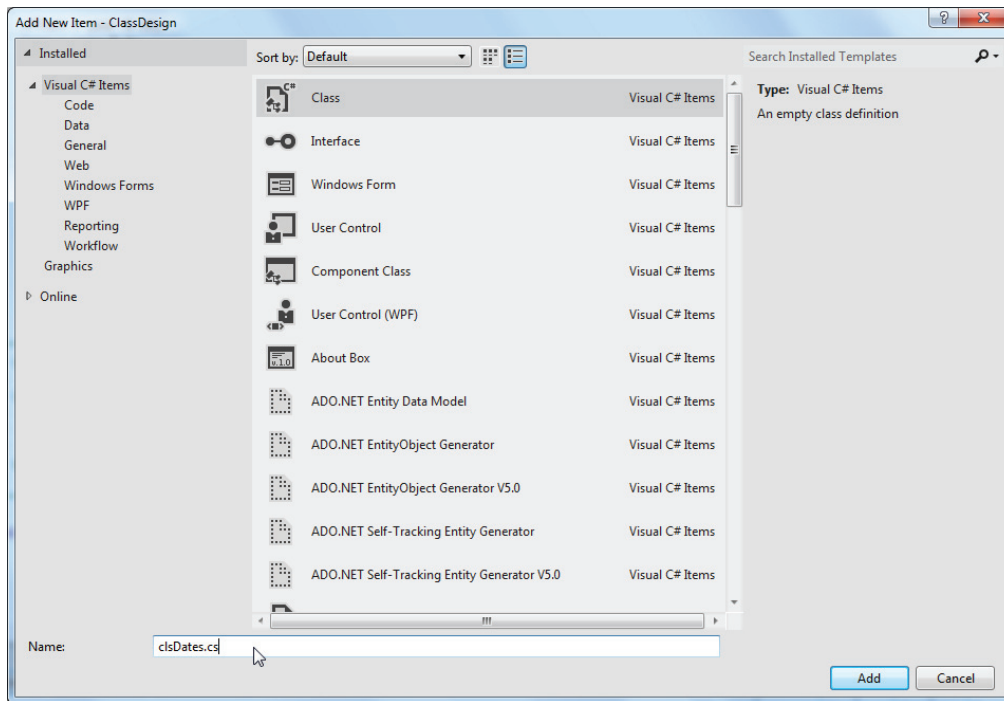 Add New Item - ClassDesign
Installed
Sort by: Default
Search Installed Templates
Visual C# Items
Code
Data
General
Web
Windows Forms
WPF
Reporting
Workflow
Graphics
Online
C#
Class Visual C# Items
Interface Visual C# Items
Windows Form Visual C# Items
User Control Visual C# Items
Component Class Visual C# Items
User Control (WPF) Visual C# Items
v.1.0
About Box Visual C# Items
ADO.NET Entity Data Model Visual C# Items
ADO.NET EntityObject Generator Visual C# Items
ADO.NET EntityObject Generator V5.0 Visual C# Items
ADO.NET Self-Tracking Entity Generator Visual C# Items
ADO.NET Self-Tracking Entity Generator V5.0 Visual C# Items
Type: Visual C# Items
An empty class definition
Name: clsDates.cs
Add Cancel